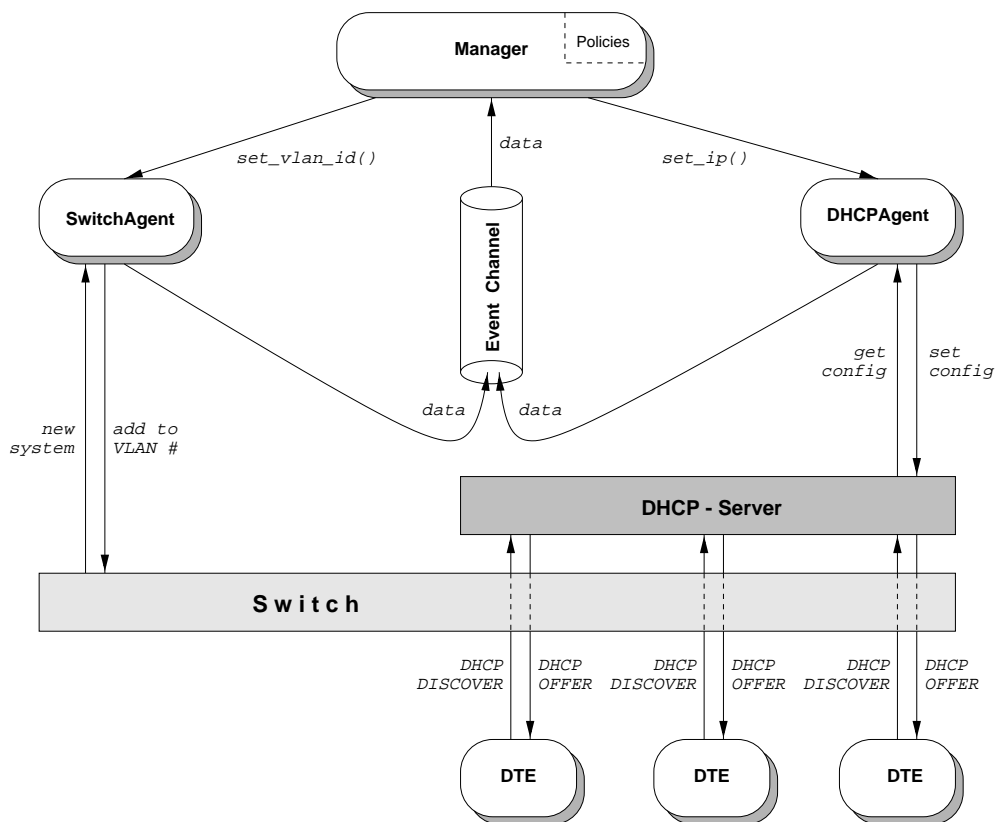 Policies
Manager
set_vlan_id()
data
set_ip()
SwitchAgent
DHCPAgent
Event Channel
get
config
set
config
data
data
new
system
add to
VLAN #
DHCP - Server
Switch
DHCP
DISCOVER
DHCP
OFFER
DHCP
DISCOVER
DHCP
OFFER
DHCP
DISCOVER
DHCP
OFFER
DTE
DTE
DTE